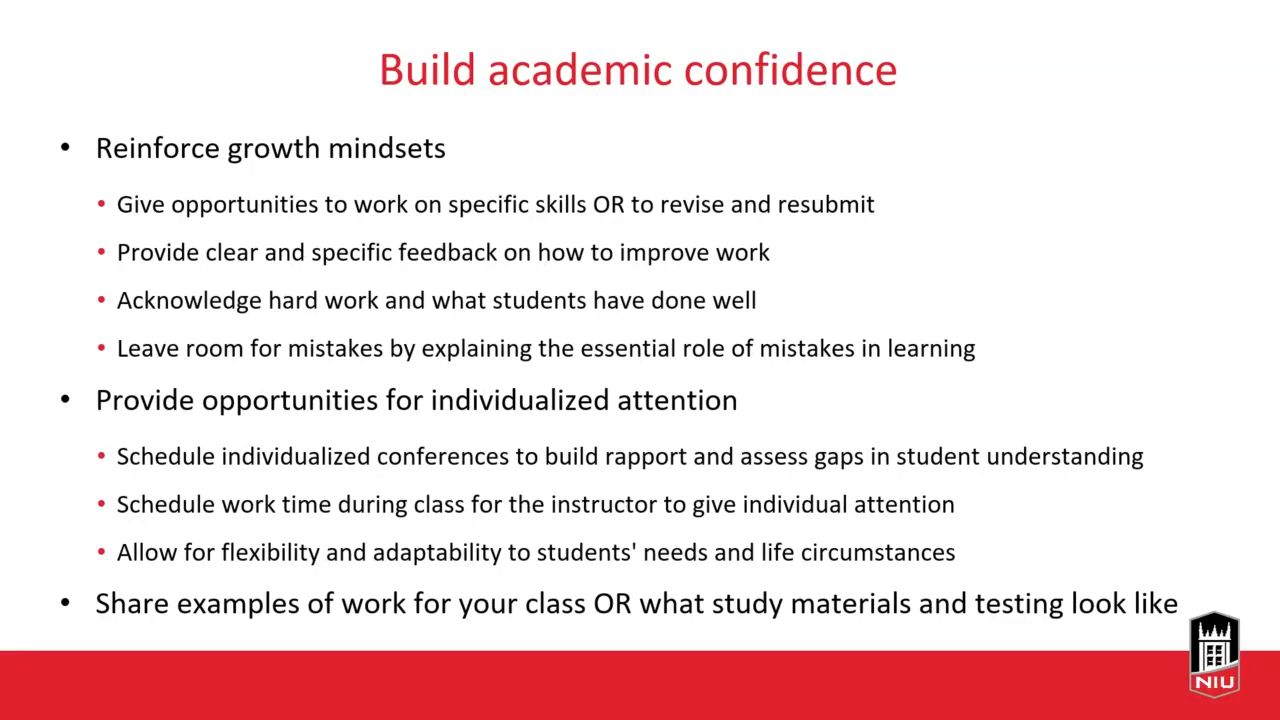 Build academic confidence
• Reinforce growth mindsets
• Give opportunities to work on specific skills OR to revise and resubmit
• Provide clear and specific feedback on how to improve work
• Acknowledge hard work and what students have done well
• Leave room for mistakes by explaining the essential role of mistakes in learning
• Provide opportunities for individualized attention
• Schedule individualized conferences to build rapport and assess gaps in student understanding
• Schedule work time during class for the instructor to give individual attention
• Allow for flexibility and adaptability to students' needs and life circumstances
• Share examples of work for your class OR what study materials and testing look like
NIU